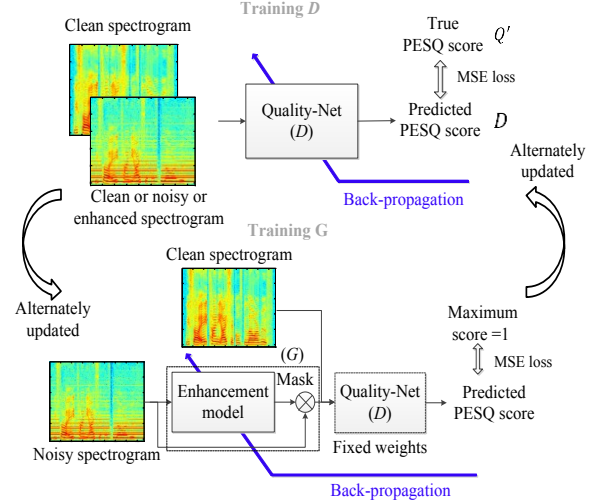 Training D
Clean spectrogram
True
PESQ score Q′
MSE loss
Quality-Net
(D)
Predicted
PESQ score D
Clean or noisy or
enhanced spectrogram
Back-propagation
Alternately
updated
Training G
Clean spectrogram
Alternately
updated
Maximum
score =1
MSE loss
(G)
Mask
Enhancement
model
Quality-Net
(D)
Predicted
PESQ score
Noisy spectrogram
Fixed weights
Back-propagation